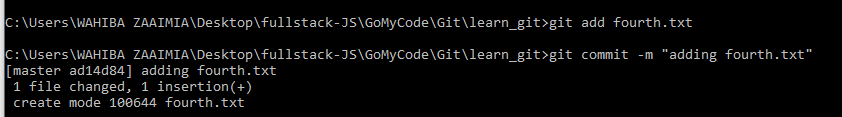 C:\Users\WAHIBA ZAAIMIA\Desktop\fullstack-JS\GoMyCode\Git\learn_git>git add fourth.txt
C:\Users\WAHIBA ZAAIMIA\Desktop\fullstack-JS\GoMyCode\Git\learn_git>git commit -m "adding fourth.txt"
[master ad14d84] adding fourth.txt
 1 file changed, 1 insertion(+)
 create mode 100644 fourth.txt